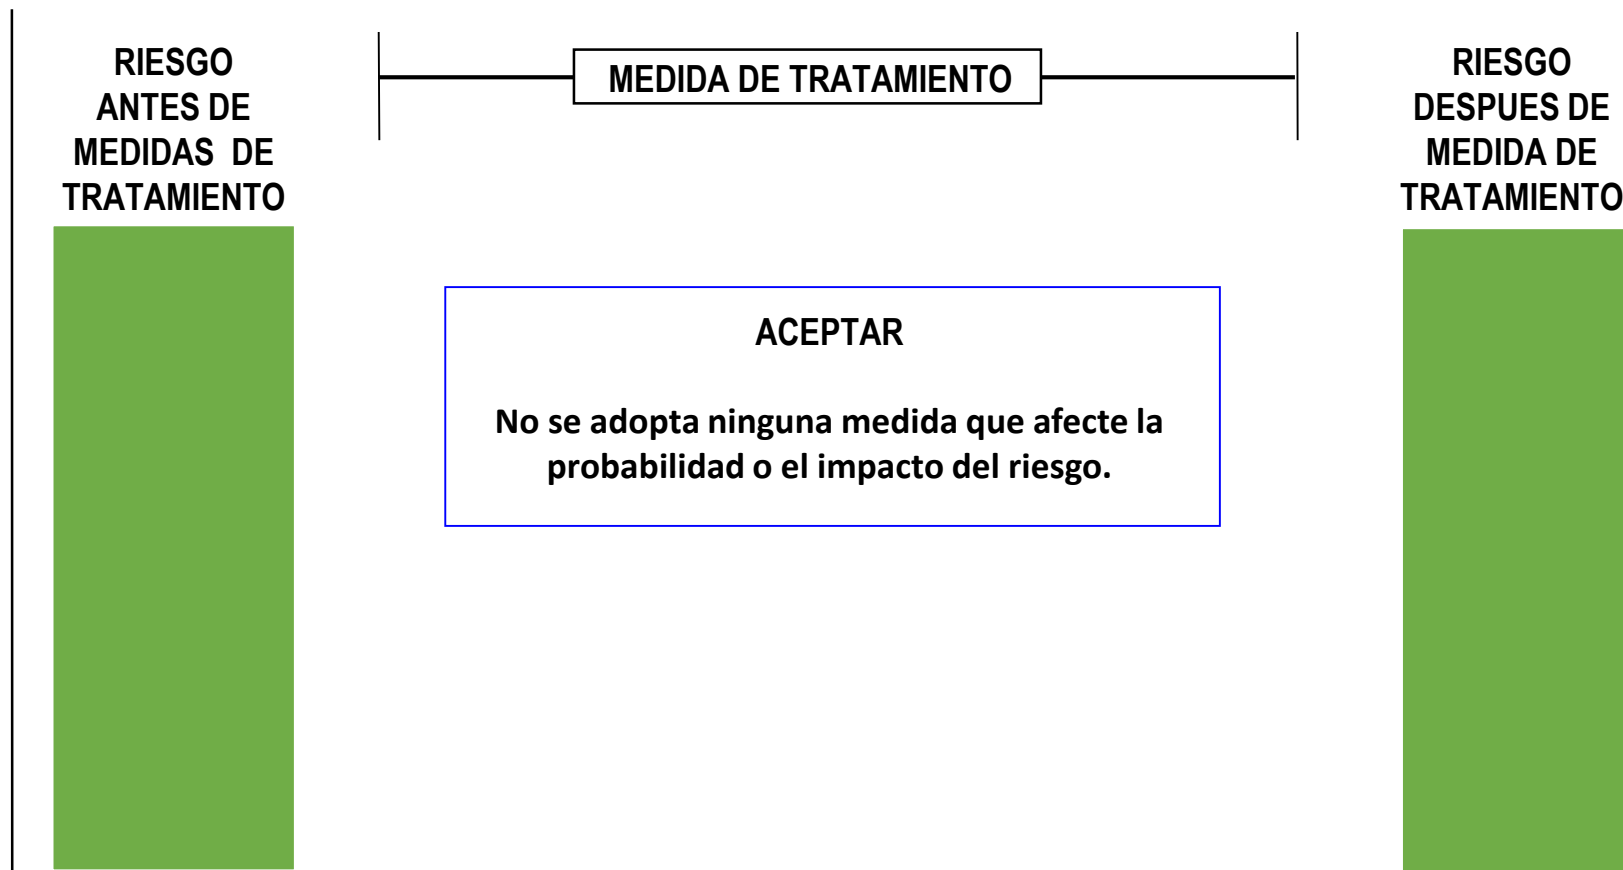 RIESGO
ANTES DE
MEDIDAS DE
TRATAMIENTO
MEDIDA DE TRATAMIENTO
RIESGO
DESPUES DE
MEDIDA DE
TRATAMIENTO
ACEPTAR
No se adopta ninguna medida que afecte la
probabilidad o el impacto del riesgo.